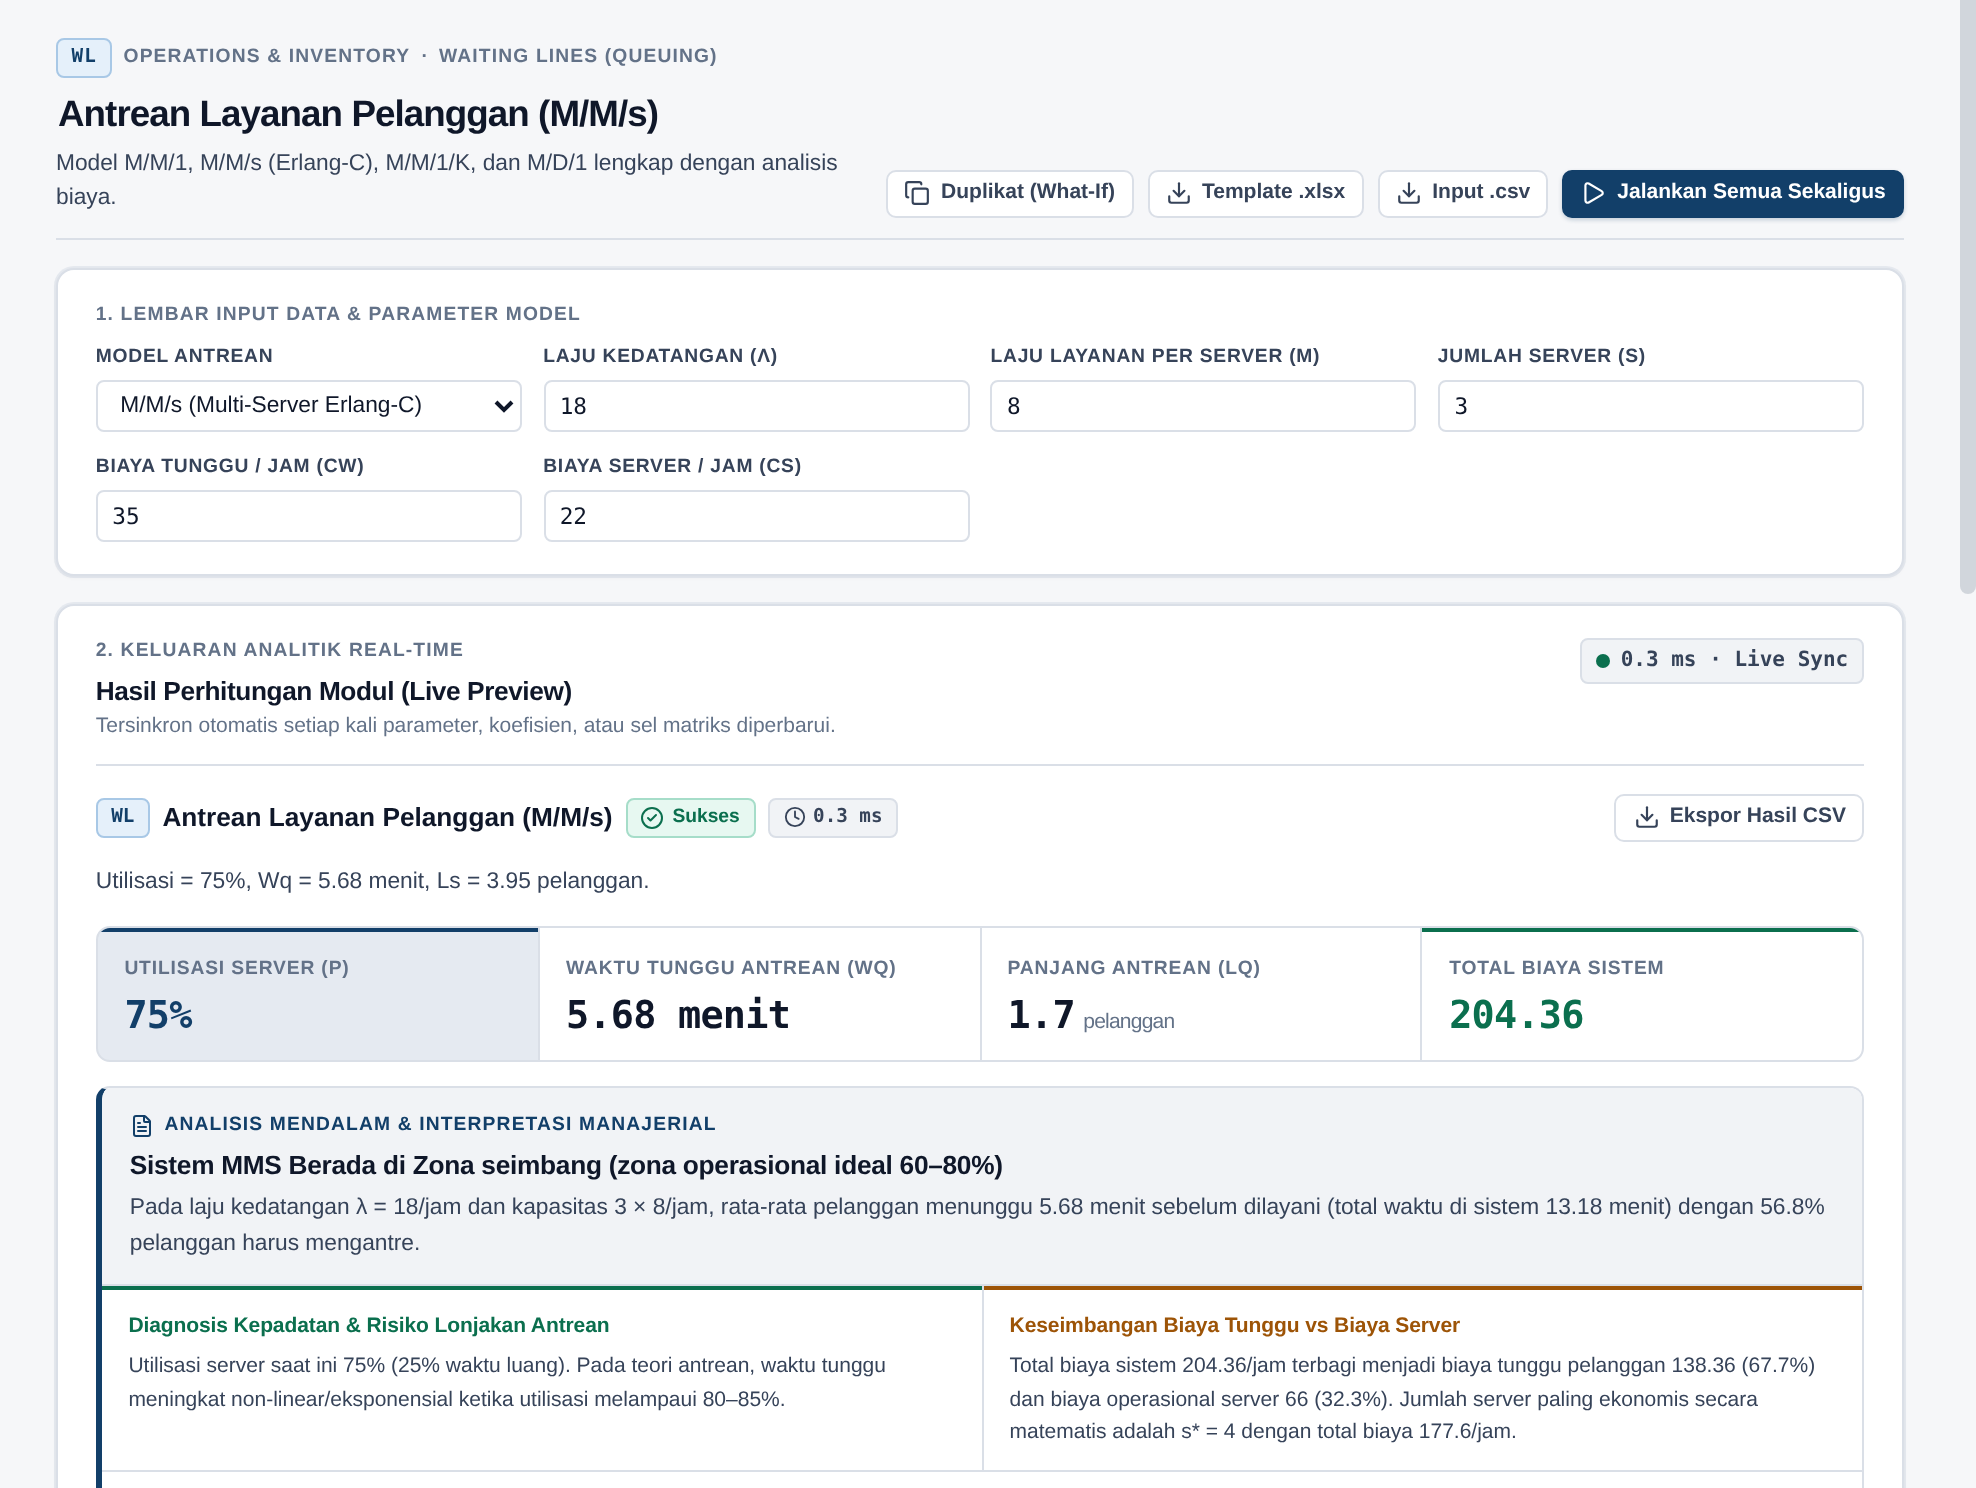 WL OPERATIONS & INVENTORY · WAITING LINES (QUEUING)
Antrean Layanan Pelanggan (M/M/s)
Model M/M/1, M/M/s (Erlang-C), M/M/1/K, dan M/D/1 lengkap dengan analisis
biaya.
Duplikat (What-If) Template .xlsx Input .csv Jalankan Semua Sekaligus
1. LEMBAR INPUT DATA & PARAMETER MODEL
MODEL ANTREAN LAJU KEDATANGAN (Λ) LAJU LAYANAN PER SERVER (Μ) JUMLAH SERVER (S)
M/M/s (Multi-Server Erlang-C) 18 8 3
BIAYA TUNGGU / JAM (CW) BIAYA SERVER / JAM (CS)
35 22
2. KELUARAN ANALITIK REAL-TIME
0.3 ms · Live Sync
Hasil Perhitungan Modul (Live Preview)
Tersinkron otomatis setiap kali parameter, koefisien, atau sel matriks diperbarui.
WL Antrean Layanan Pelanggan (M/M/s) Sukses 0.3 ms Ekspor Hasil CSV
Utilisasi = 75%, Wq = 5.68 menit, Ls = 3.95 pelanggan.
UTILISASI SERVER (Ρ) WAKTU TUNGGU ANTREAN (WQ) PANJANG ANTREAN (LQ) TOTAL BIAYA SISTEM
75% 5.68 menit 1.7 pelanggan 204.36
ANALISIS MENDALAM & INTERPRETASI MANAJERIAL
Sistem MMS Berada di Zona seimbang (zona operasional ideal 60–80%)
Pada laju kedatangan λ = 18/jam dan kapasitas 3 × 8/jam, rata-rata pelanggan menunggu 5.68 menit sebelum dilayani (total waktu di sistem 13.18 menit) dengan 56.8%
pelanggan harus mengantre.
Diagnosis Kepadatan & Risiko Lonjakan Antrean
Utilisasi server saat ini 75% (25% waktu luang). Pada teori antrean, waktu tunggu
meningkat non-linear/eksponensial ketika utilisasi melampaui 80–85%.
Keseimbangan Biaya Tunggu vs Biaya Server
Total biaya sistem 204.36/jam terbagi menjadi biaya tunggu pelanggan 138.36 (67.7%)
dan biaya operasional server 66 (32.3%). Jumlah server paling ekonomis secara
matematis adalah s* = 4 dengan total biaya 177.6/jam.